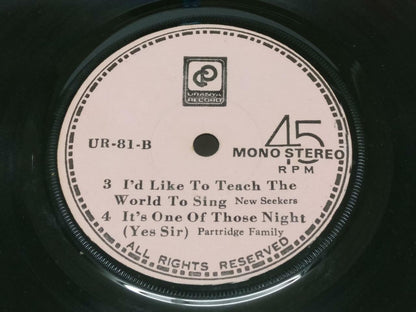 URANYA
RECORD
UR-81-B
45
MONO STEREO
RPM
3 I'd Like To Teach The
World To Sing New Seekers
4 It's One Of Those Night
(Yes Sir) Partridge Family
ALL RIGHTS RESERVED